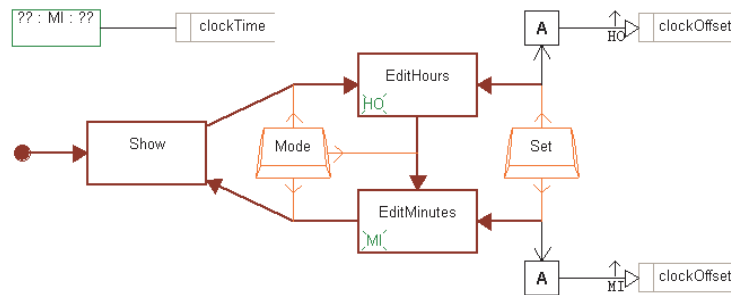 ?? : MI : ??
clockTime
A
HO
clockOffset
EditHours
HO
Show
Mode
Set
EditMinutes
MI
A
MI
clockOffset